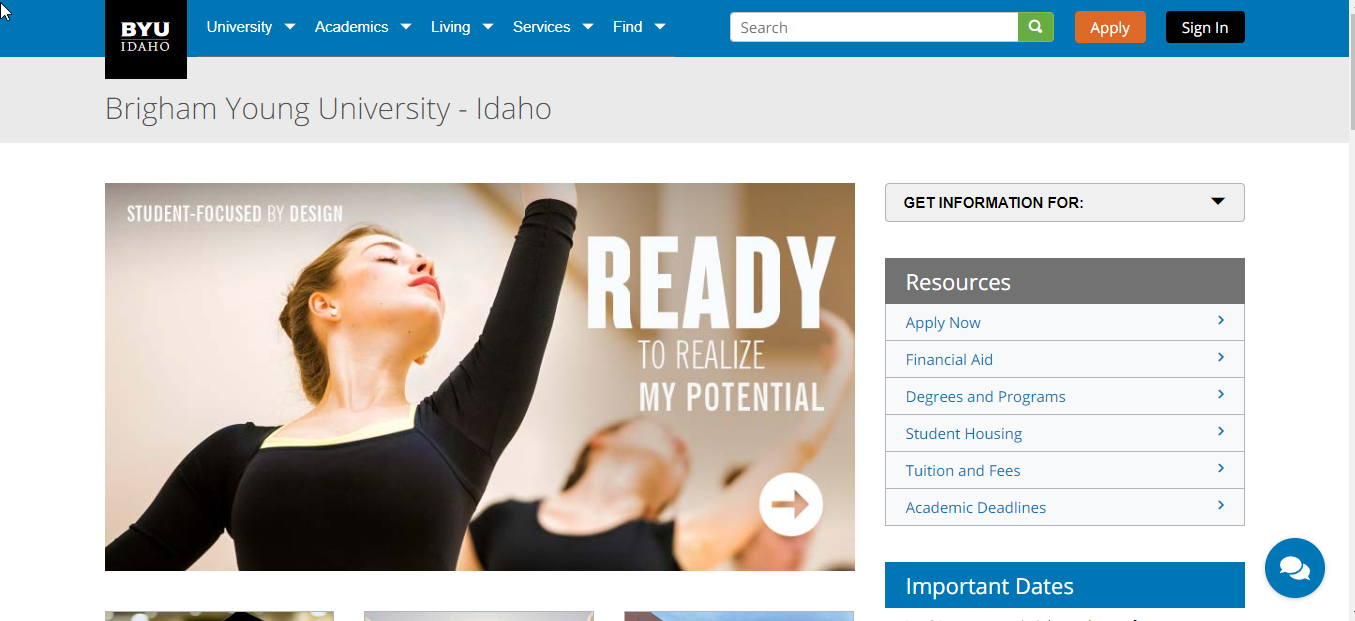 BYU
IDAHO
University
Academics
Living
Services
Find
Search
Apply
Sign In
Brigham Young University - Idaho
STUDENT-FOCUSED BY DESIGN
READY
TO REALIZE
MY POTENTIAL
GET INFORMATION FOR:
Resources
Apply Now
Financial Aid
Degrees and Programs
Student Housing
Tuition and Fees
Academic Deadlines
Important Dates